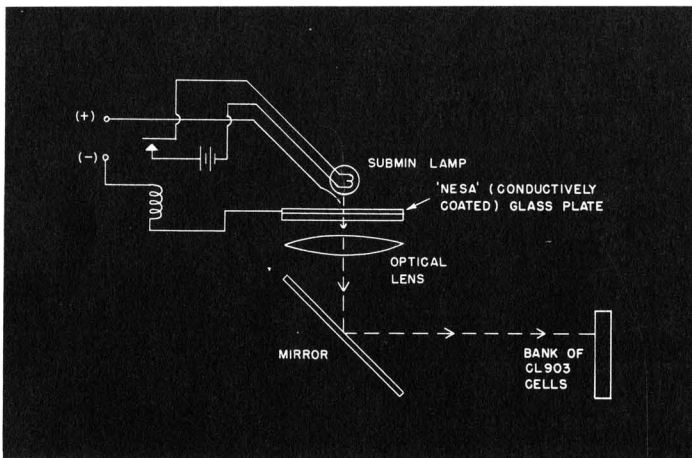 (+)
(-)
SUBMIN LAMP
'NESA' (CONDUCTIVELY
COATED) GLASS PLATE
OPTICAL
LENS
MIRROR
BANK OF
CL903
CELLS